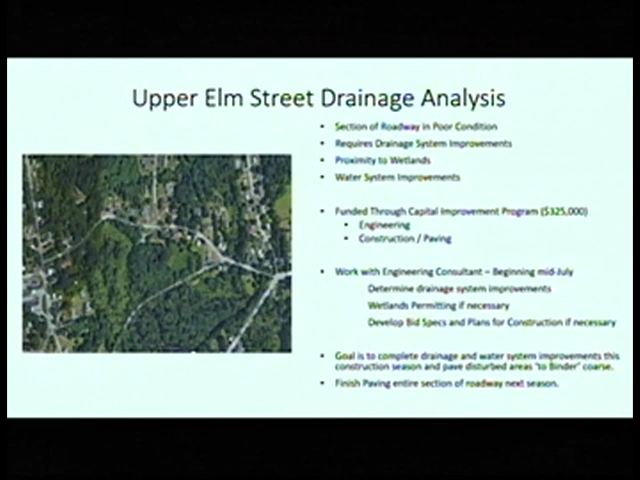 Upper Elm Street Drainage Analysis
• Section of Roadway in Poor Condition
• Requires Drainage System Improvements
• Proximity to Wetlands
• Water System Improvements
• Funded Through Capital Improvement Program ($325,000)
• Engineering
• Construction / Paving
• Work with Engineering Consultant – Beginning mid-July
Determine drainage system improvements
Wetlands Permitting if necessary
Develop Bid Specs and Plans for Construction if necessary
• Goal is to complete drainage and water system improvements this
construction season and pave disturbed areas "to Binder" coarse.
• Finish Paving entire section of roadway next season.